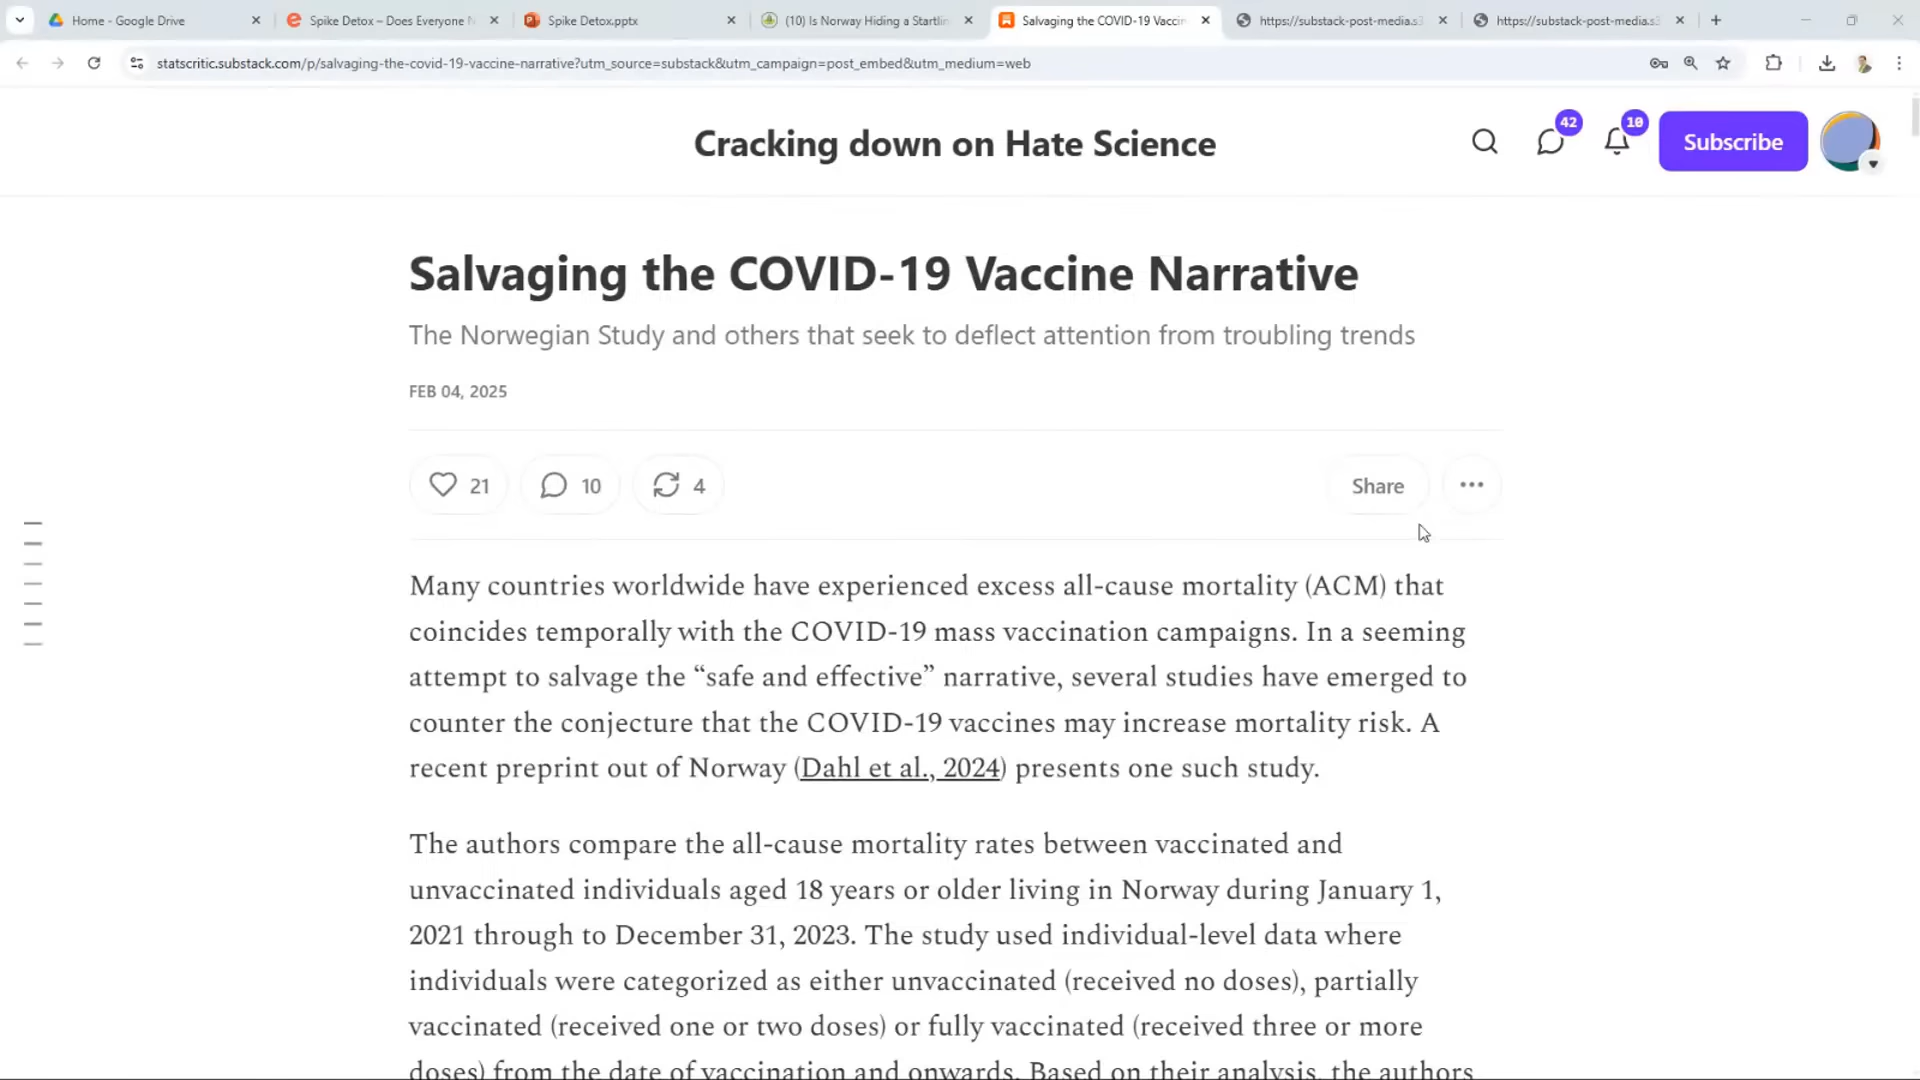 Home - Google Drive
Spike Detox – Does Everyone N
Spike Detox.pptx
(10) Is Norway Hiding a Startlin
Salvaging the COVID-19 Vaccin
https://substack-post-media.s3
https://substack-post-media.s3
statscritic.substack.com/p/salvaging-the-covid-19-vaccine-narrative?utm_source=substack&utm_campaign=post_embed&utm_medium=web
Cracking down on Hate Science
42
10
Subscribe
Salvaging the COVID-19 Vaccine Narrative
The Norwegian Study and others that seek to deflect attention from troubling trends
FEB 04, 2025
21
10
4
Share
Many countries worldwide have experienced excess all-cause mortality (ACM) that
coincides temporally with the COVID-19 mass vaccination campaigns. In a seeming
attempt to salvage the “safe and effective” narrative, several studies have emerged to
counter the conjecture that the COVID-19 vaccines may increase mortality risk. A
recent preprint out of Norway (Dahl et al., 2024) presents one such study.
The authors compare the all-cause mortality rates between vaccinated and
unvaccinated individuals aged 18 years or older living in Norway during January 1,
2021 through to December 31, 2023. The study used individual-level data where
individuals were categorized as either unvaccinated (received no doses), partially
vaccinated (received one or two doses) or fully vaccinated (received three or more
doses) from the date of vaccination and onwards. Based on their analysis, the authors